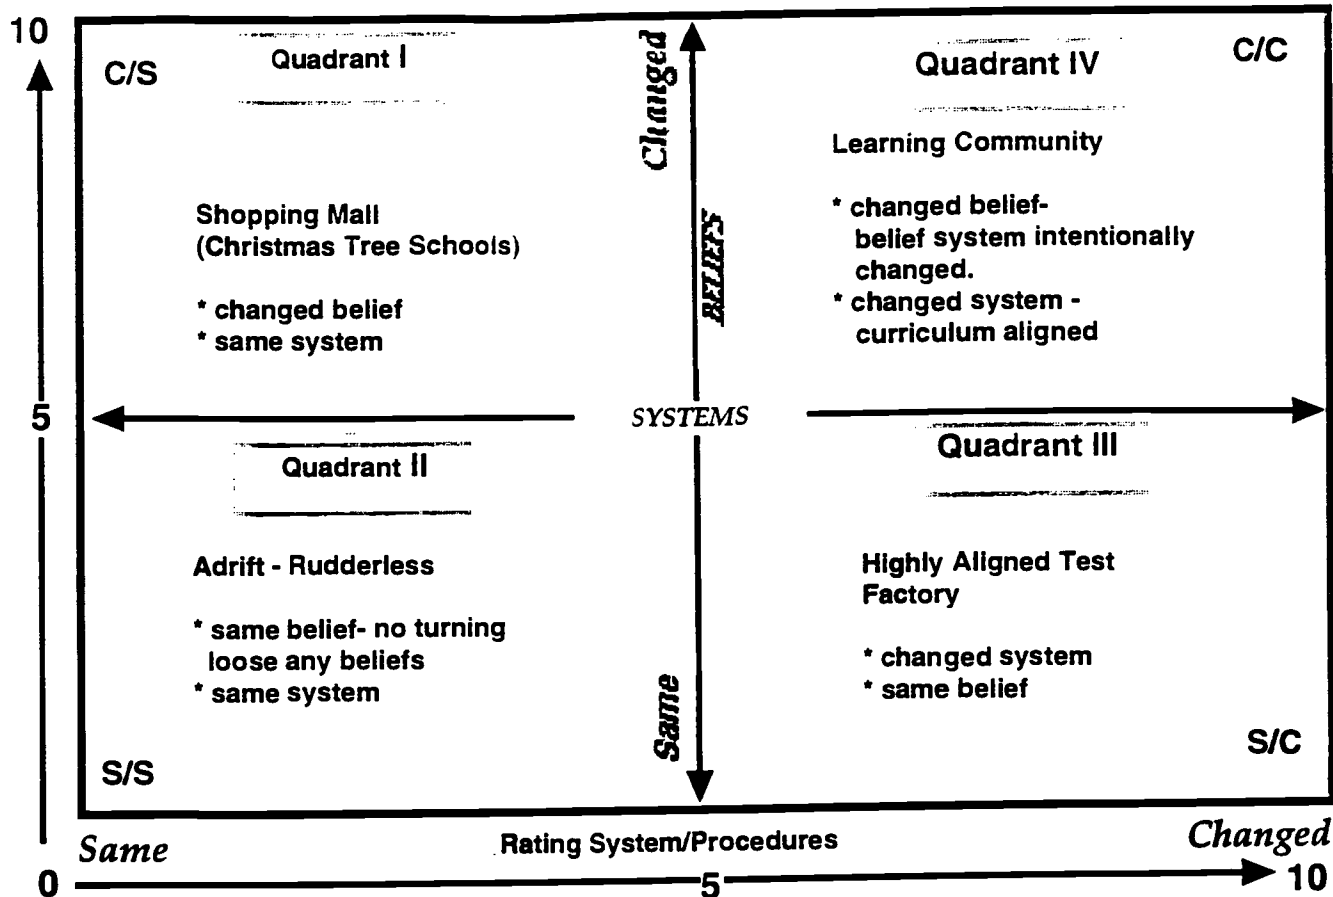 10
C/S
Quadrant I
Shopping Mall
(Christmas Tree Schools)
* changed belief
* same system
Changed
BELIEFS
Quadrant IV
C/C
Learning Community
* changed belief-
belief system intentionally
changed.
* changed system -
curriculum aligned
5
SYSTEMS
Quadrant II
Adrift - Rudderless
* same belief- no turning
loose any beliefs
* same system
S/S
Same
Quadrant III
Highly Aligned Test
Factory
* changed system
* same belief
S/C
Same
Rating System/Procedures
Changed
0
5
10